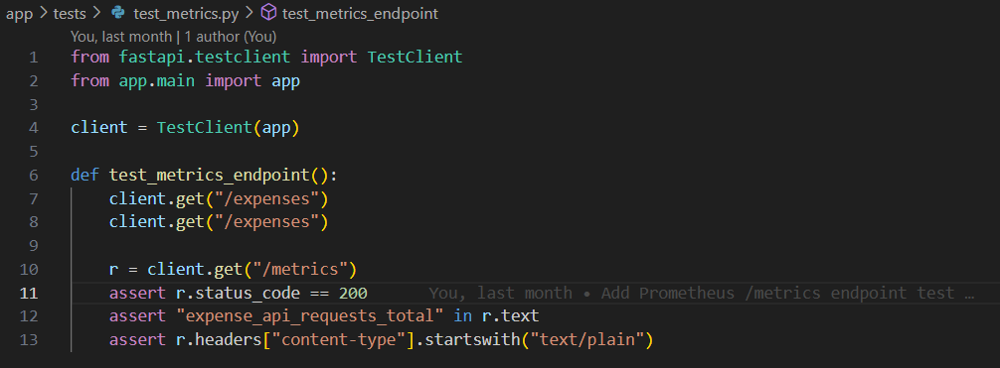 app > tests > test_metrics.py > test_metrics_endpoint
You, last month | 1 author (You)
1 from fastapi.testclient import TestClient
2 from app.main import app
3
4 client = TestClient(app)
5
6 def test_metrics_endpoint():
7     client.get("/expenses")
8     client.get("/expenses")
9
10     r = client.get("/metrics")
11     assert r.status_code == 200 You, last month • Add Prometheus /metrics endpoint test …
12     assert "expense_api_requests_total" in r.text
13     assert r.headers["content-type"].startswith("text/plain")